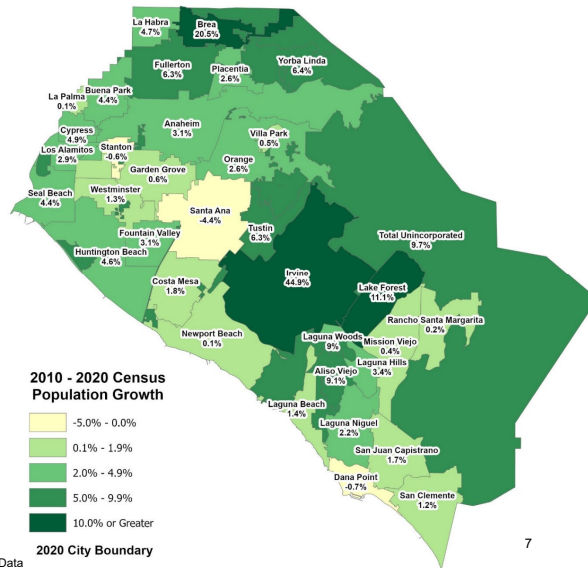 La Habra
4.7%
Brea
20.5%
Fullerton
6.3%
Placentia
2.6%
Yorba Linda
6.4%
La Palma
0.1%
Buena Park
4.4%
Anaheim
3.1%
Cypress
4.9%
Los Alamitos
2.9%
Stanton
-0.6%
Villa Park
0.5%
Orange
2.6%
Garden Grove
0.6%
Westminster
1.3%
Seal Beach
4.4%
Santa Ana
-4.4%
Tustin
6.3%
Fountain Valley
3.1%
Huntington Beach
4.6%
Total Unincorporated
9.7%
Irvine
44.9%
Lake Forest
11.1%
Costa Mesa
1.8%
Rancho Santa Margarita
0.2%
Newport Beach
0.1%
Laguna Woods
9%
Mission Viejo
0.4%
Laguna Hills
3.4%
Aliso Viejo
9.1%
Laguna Beach
1.4%
Laguna Niguel
2.2%
San Juan Capistrano
1.7%
Dana Point
-0.7%
San Clemente
1.2%
2010 - 2020 Census
Population Growth
-5.0% - 0.0%
0.1% - 1.9%
2.0% - 4.9%
5.0% - 9.9%
10.0% or Greater
2020 City Boundary
7
Data